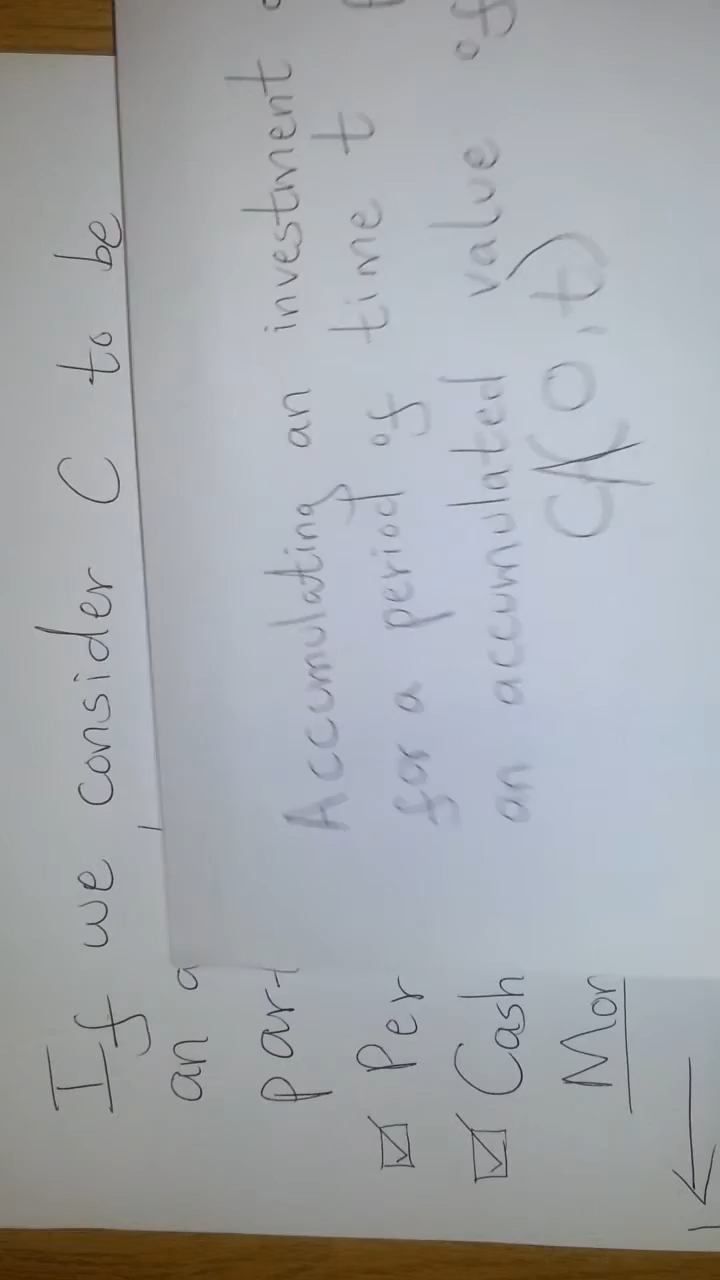 If we consider C to be
an a
part
☑ Per
☑ Cash
Mor
Accumulating an investment
for a period of time t
an accumulated value of
CA(0,t)